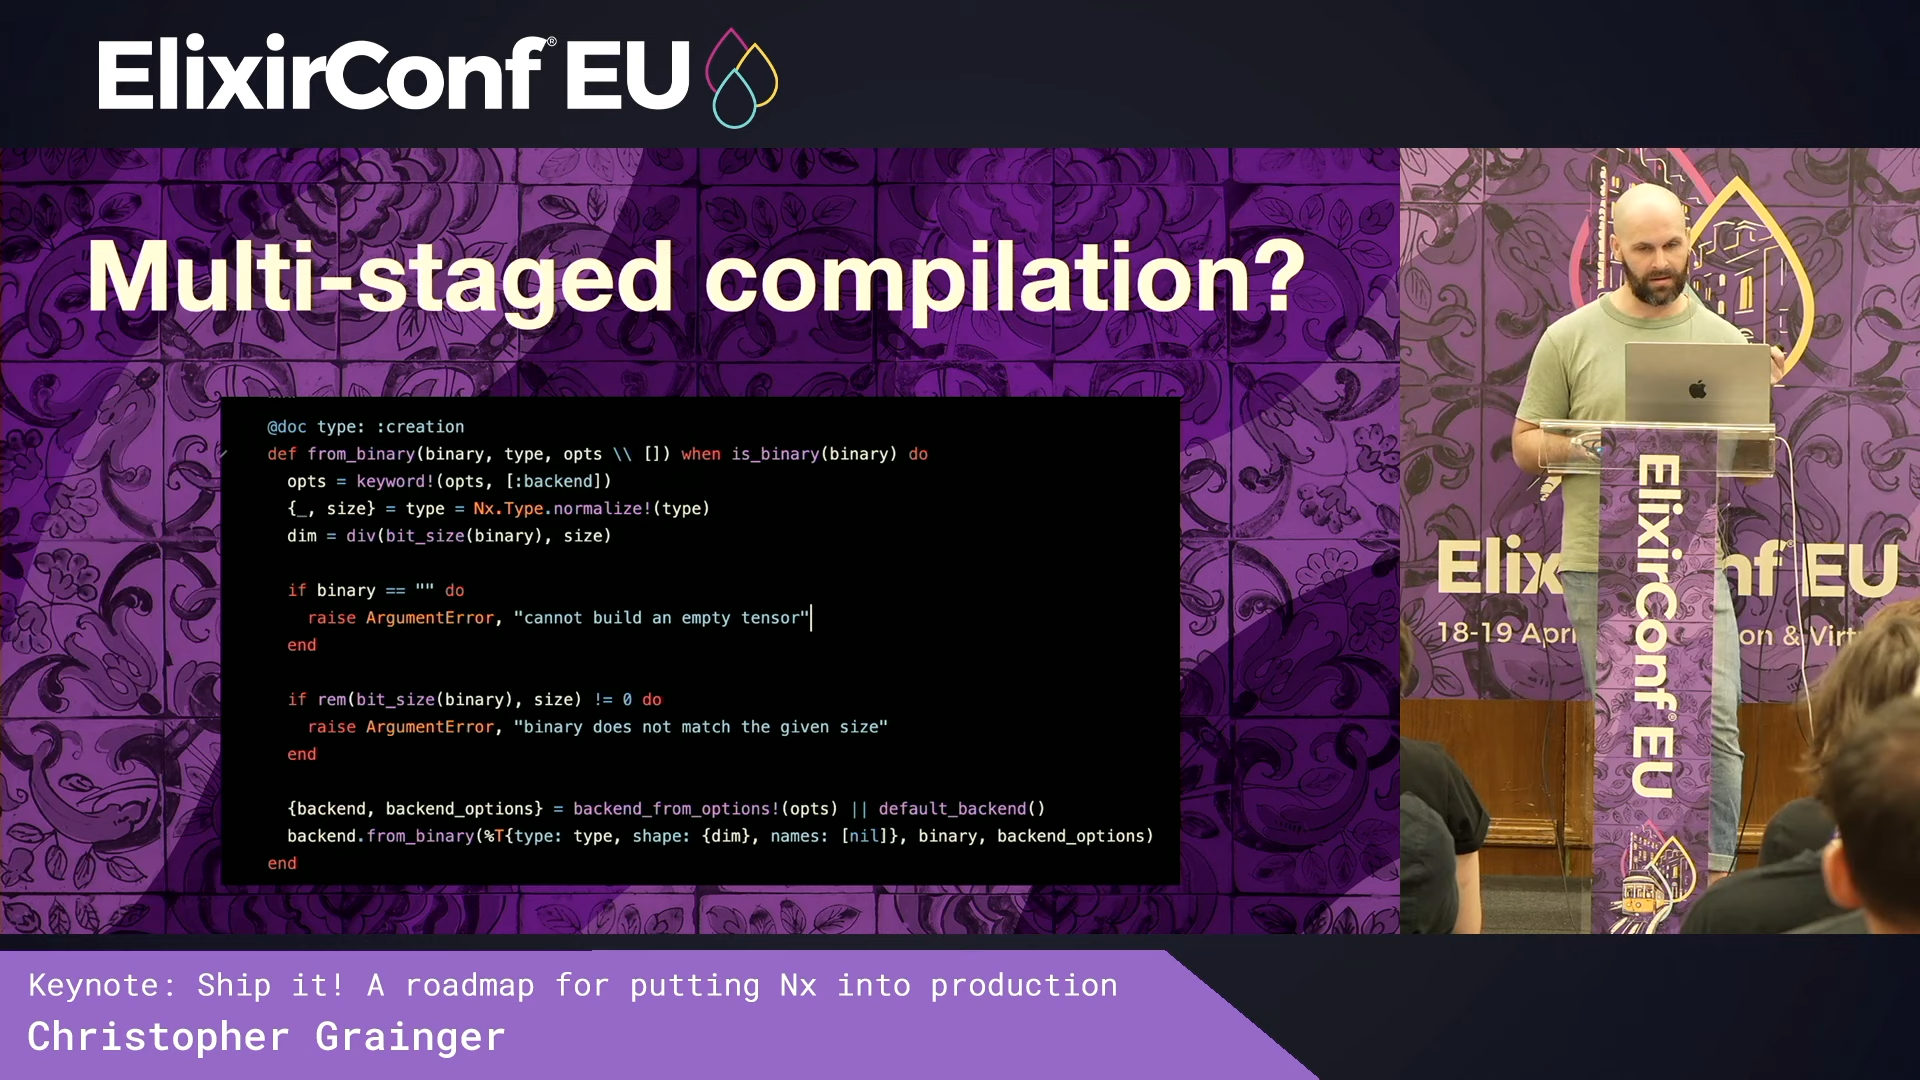 ElixirConf® EU
Multi-staged compilation?
@doc type: :creation
def from_binary(binary, type, opts \\ []) when is_binary(binary) do
opts = keyword!(opts, [:backend])
{_, size} = type = Nx.Type.normalize!(type)
dim = div(bit_size(binary), size)
if binary == "" do
raise ArgumentError, "cannot build an empty tensor"
end
if rem(bit_size(binary), size) != 0 do
raise ArgumentError, "binary does not match the given size"
end
{backend, backend_options} = backend_from_options!(opts) || default_backend()
backend.from_binary(%T{type: type, shape: {dim}, names: [nil]}, binary, backend_options)
end
ElixirConf® EU
Elix nf® EU
18-19 Apri on & Virt
Keynote: Ship it! A roadmap for putting Nx into production
Christopher Grainger